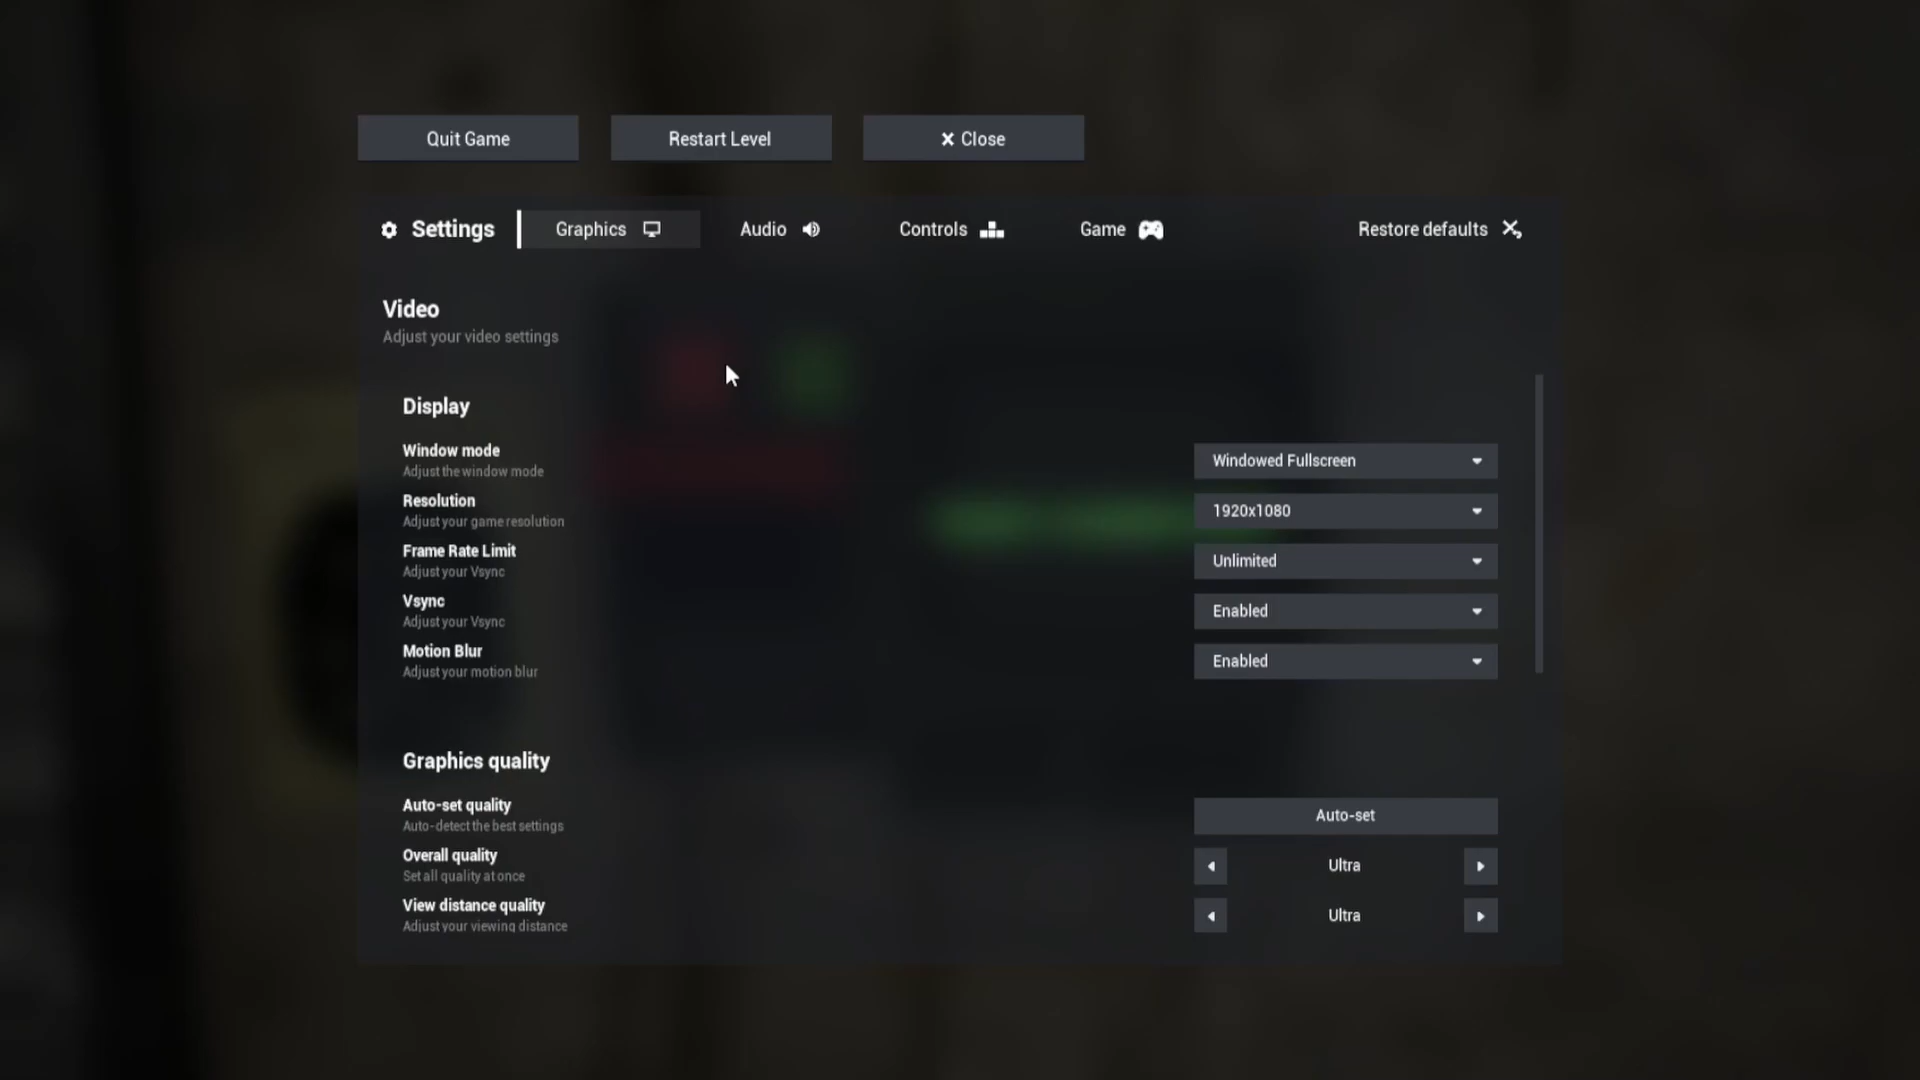 Quit Game
Restart Level
Close
Settings
Graphics
Audio
Controls
Game
Restore defaults
Video
Adjust your video settings
Display
Window mode
Adjust the window mode
Windowed Fullscreen
Resolution
Adjust your game resolution
1920x1080
Frame Rate Limit
Adjust your Vsync
Unlimited
Vsync
Adjust your Vsync
Enabled
Motion Blur
Adjust your motion blur
Enabled
Graphics quality
Auto-set quality
Auto-detect the best settings
Auto-set
Overall quality
Set all quality at once
Ultra
View distance quality
Adjust your viewing distance
Ultra